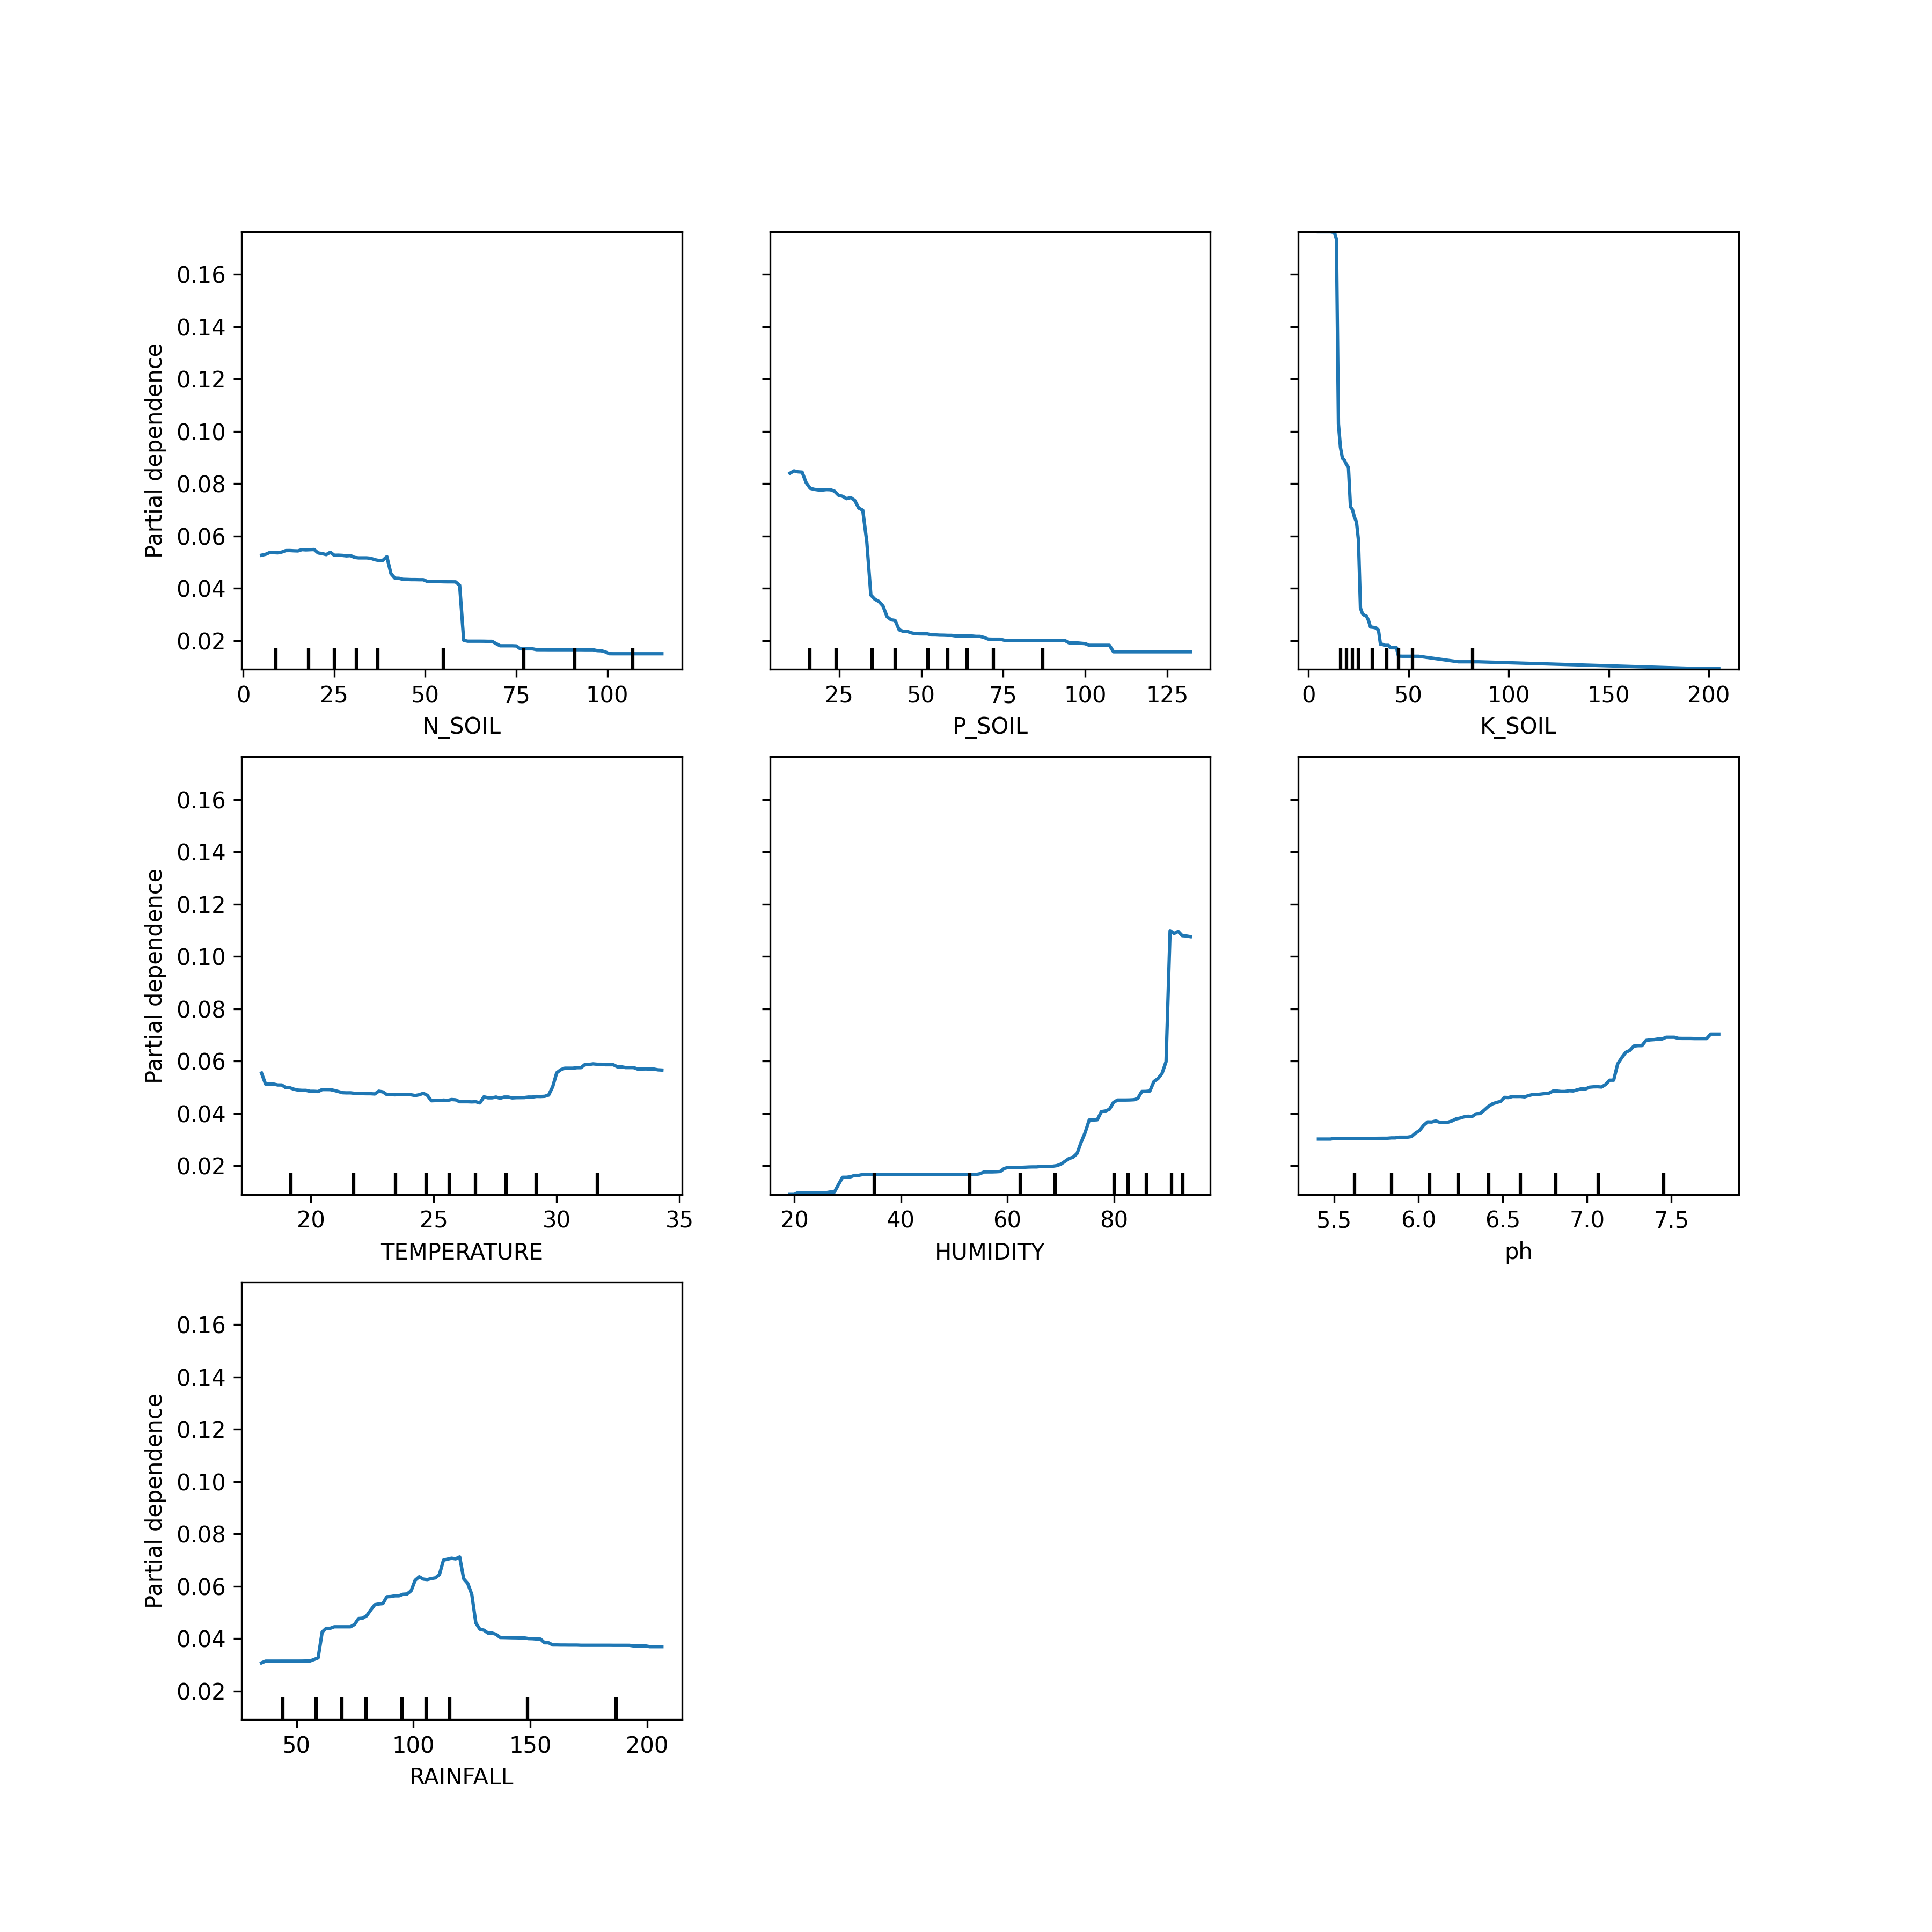 0.16
0.14
0.12
0.10
0.08
0.06
0.04
0.02
Partial dependence
0 25 50 75 100
N_SOIL
25 50 75 100 125
P_SOIL
0 50 100 150 200
K_SOIL
0.16
0.14
0.12
0.10
0.08
0.06
0.04
0.02
Partial dependence
20 25 30 35
TEMPERATURE
20 40 60 80
HUMIDITY
5.5 6.0 6.5 7.0 7.5
ph
0.16
0.14
0.12
0.10
0.08
0.06
0.04
0.02
Partial dependence
50 100 150 200
RAINFALL